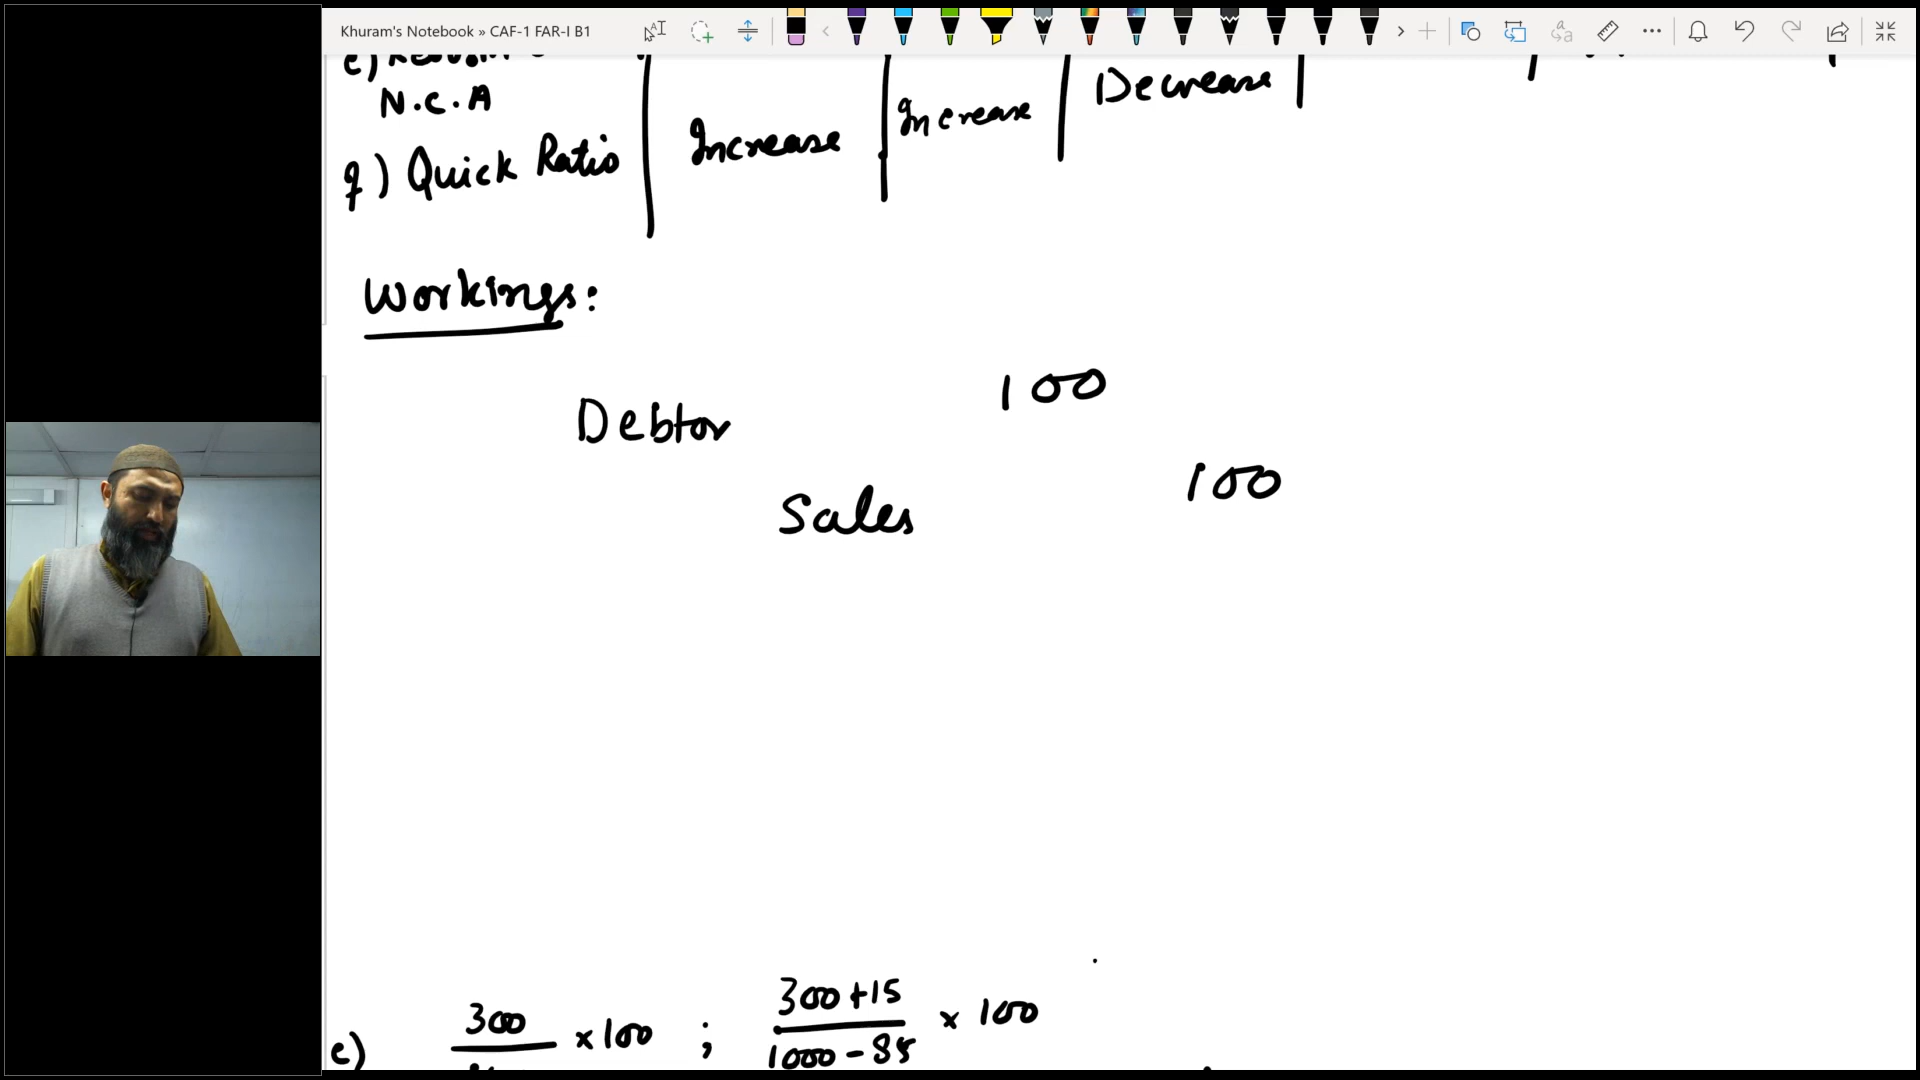 Khuram's Notebook » CAF-1 FAR-I B1
e)
N.C.A
Decrease
Increase
Increase
f) Quick Ratio
Workings:
Debtor 100
Sales 100
e) 300 × 100 ; 300+15 × 100
1000-85